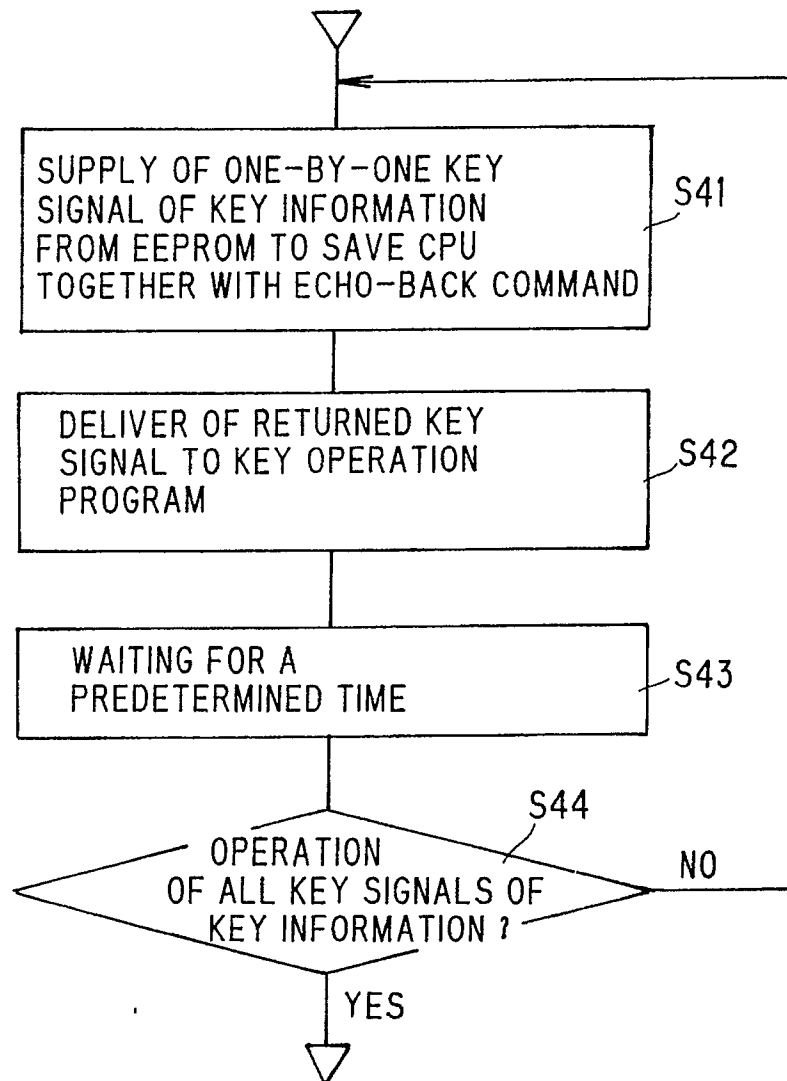 SUPPLY OF ONE-BY-ONE KEY
SIGNAL OF KEY INFORMATION
FROM EEPROM TO SAVE CPU
TOGETHER WITH ECHO-BACK COMMAND
S41
DELIVER OF RETURNED KEY
SIGNAL TO KEY OPERATION
PROGRAM
S42
WAITING FOR A
PREDETERMINED TIME
S43
S44
OPERATION
OF ALL KEY SIGNALS OF
KEY INFORMATION ?
NO
YES